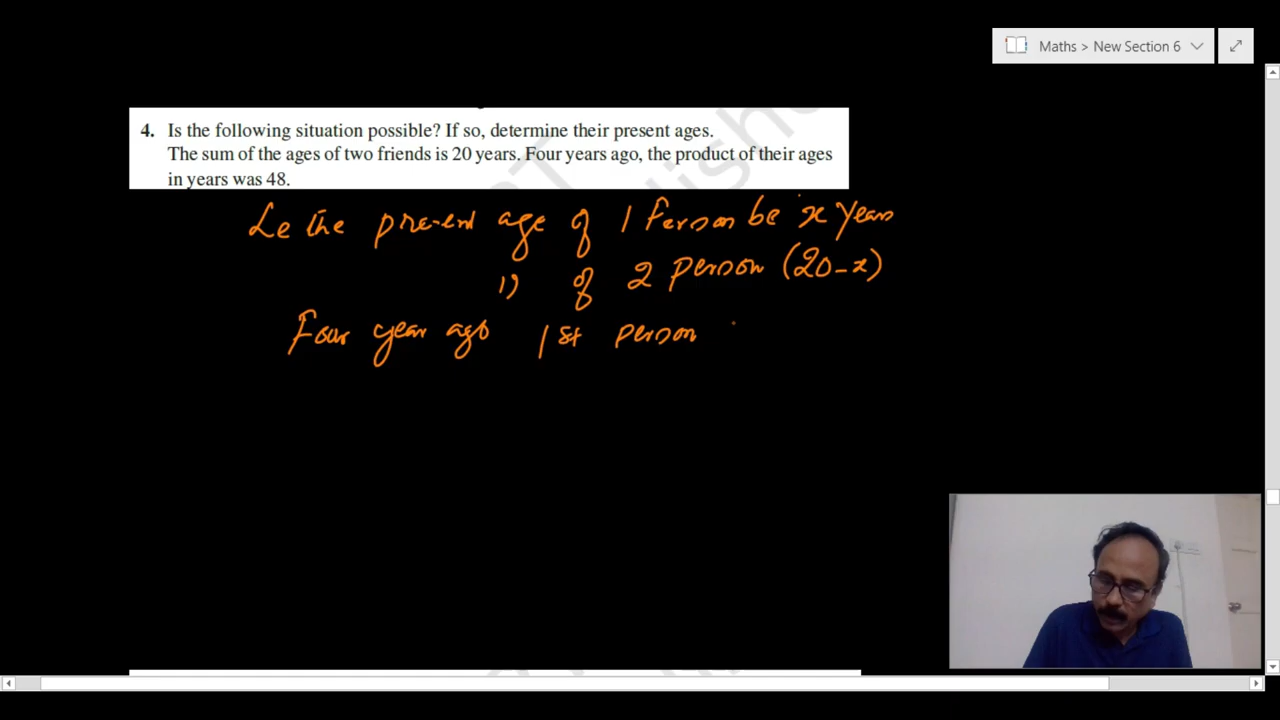 Maths > New Section 6
4. Is the following situation possible? If so, determine their present ages.
The sum of the ages of two friends is 20 years. Four years ago, the product of their ages
in years was 48.
Le the present age of 1 Person be x years
" of 2 person (20-x)
Four year ago 1st person